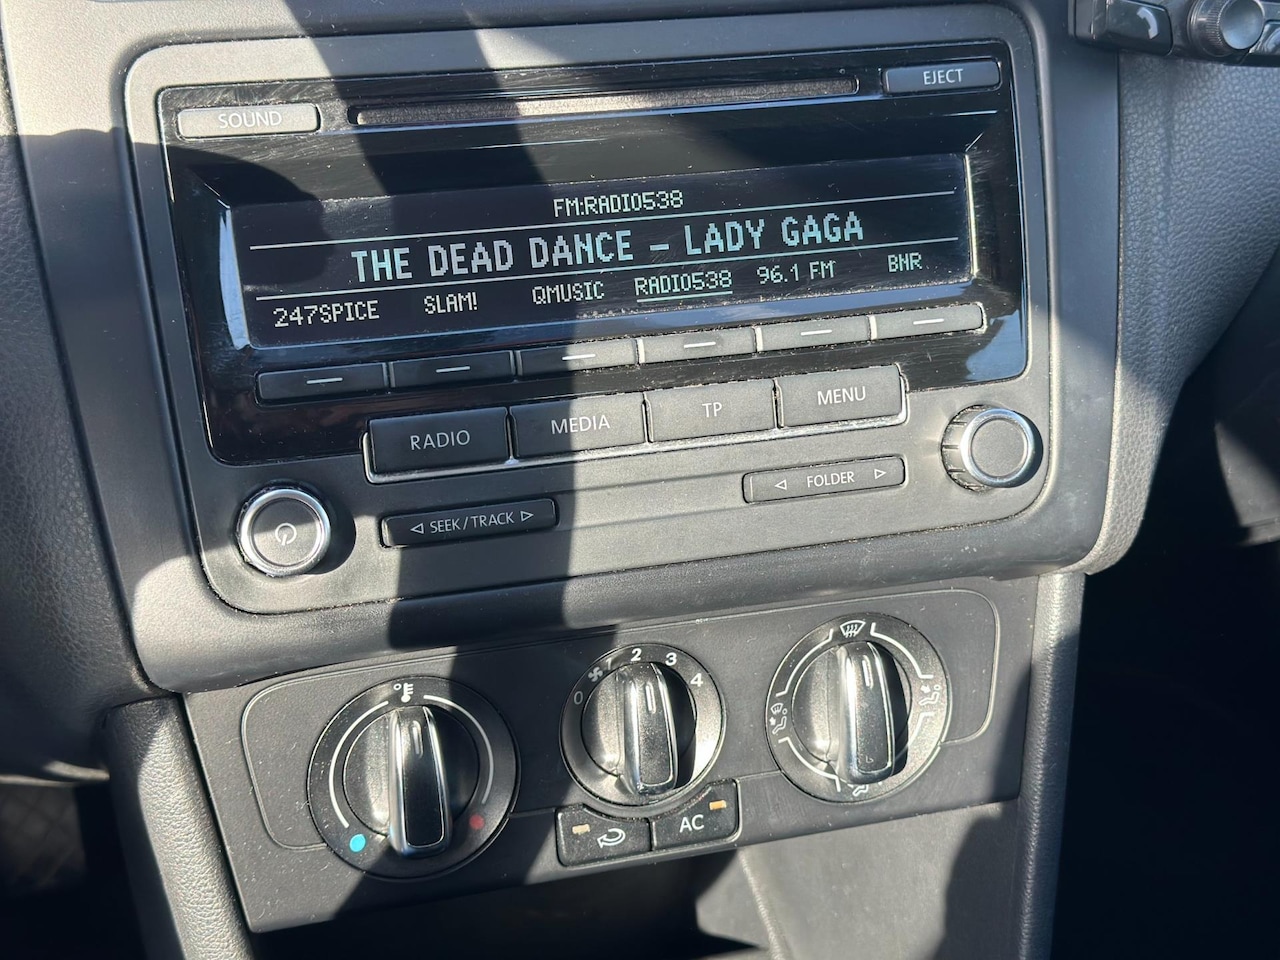 EJECT
SOUND
FM:RADIO538
THE DEAD DANCE – LADY GAGA
247SPICE SLAM! QMUSIC RADIO538 96.1 FM BNR
RADIO MEDIA TP MENU
SEEK / TRACK
FOLDER
0 2 3 4
AC